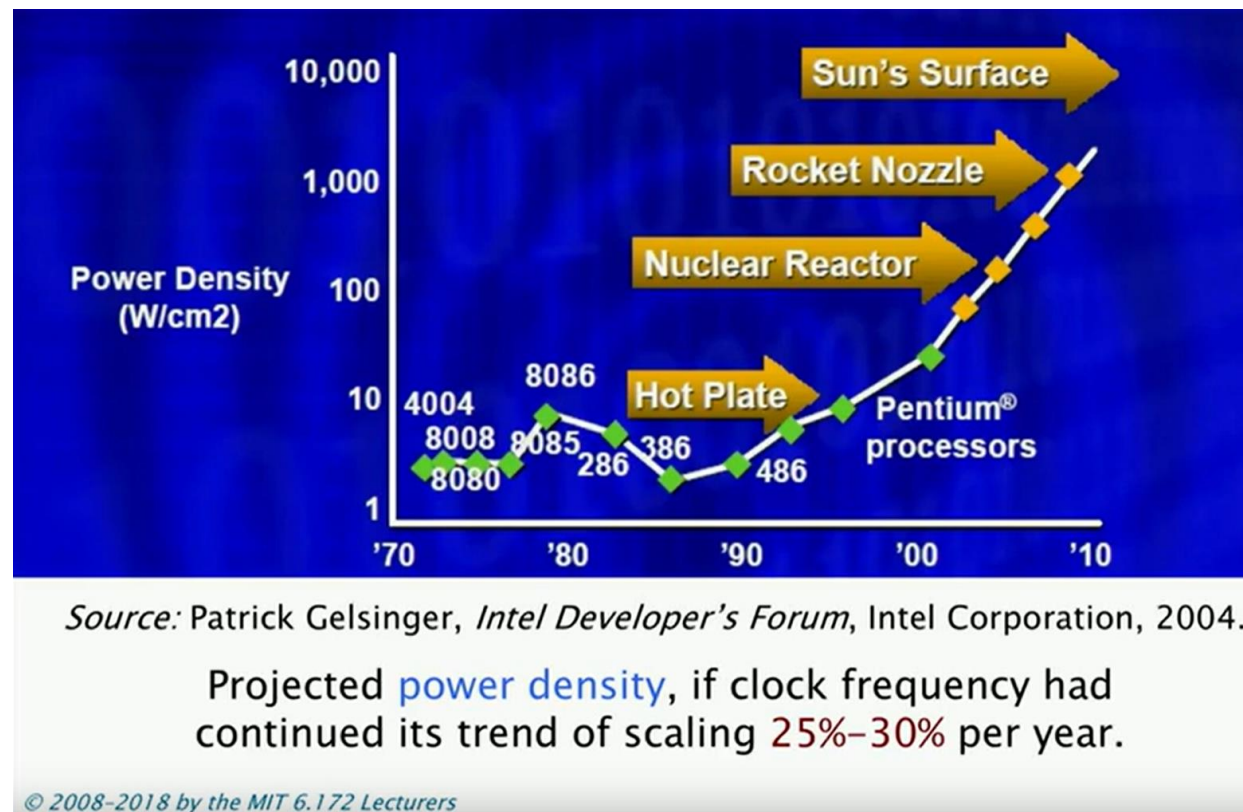 10,000
Sun's Surface
Rocket Nozzle
1,000
Nuclear Reactor
Power Density
(W/cm2)
100
8086
Hot Plate
10
4004
Pentium®
processors
8008
8085
386
286
8080
486
1
'70
'80
'90
'00
'10
Source: Patrick Gelsinger, Intel Developer's Forum, Intel Corporation, 2004.
Projected power density, if clock frequency had
continued its trend of scaling 25%–30% per year.
© 2008-2018 by the MIT 6.172 Lecturers